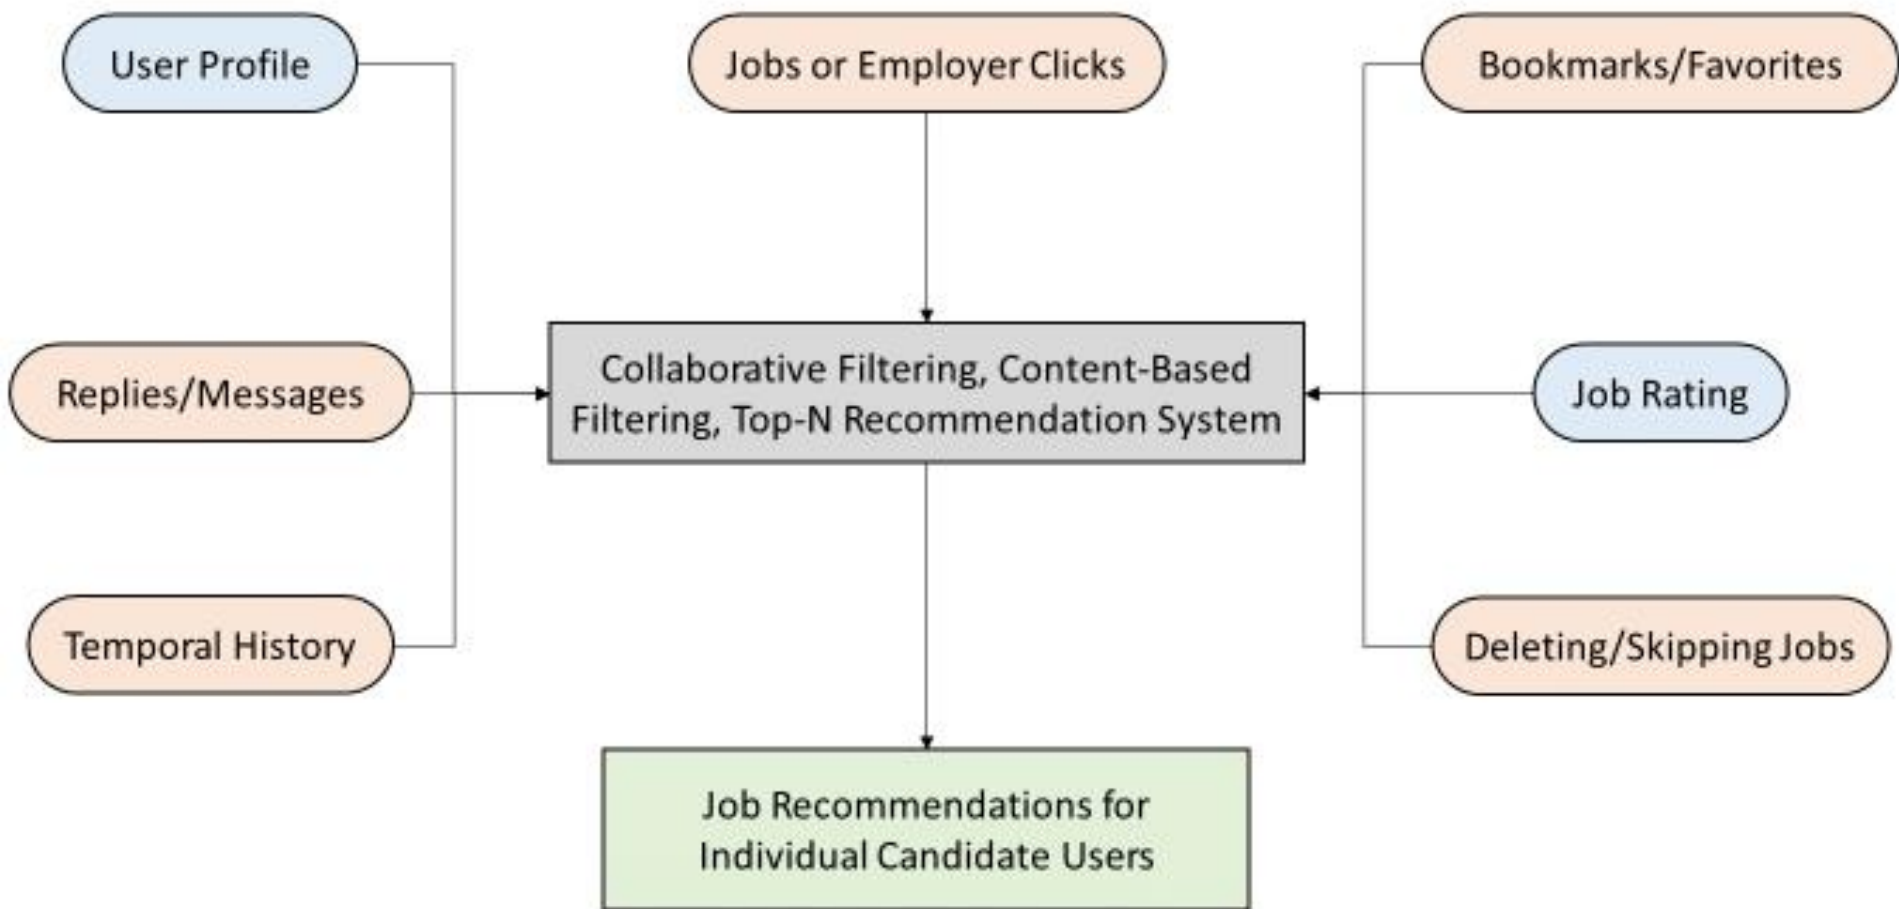 User Profile
Jobs or Employer Clicks
Bookmarks/Favorites
Replies/Messages
Collaborative Filtering, Content-Based
Filtering, Top-N Recommendation System
Job Rating
Temporal History
Deleting/Skipping Jobs
Job Recommendations for
Individual Candidate Users